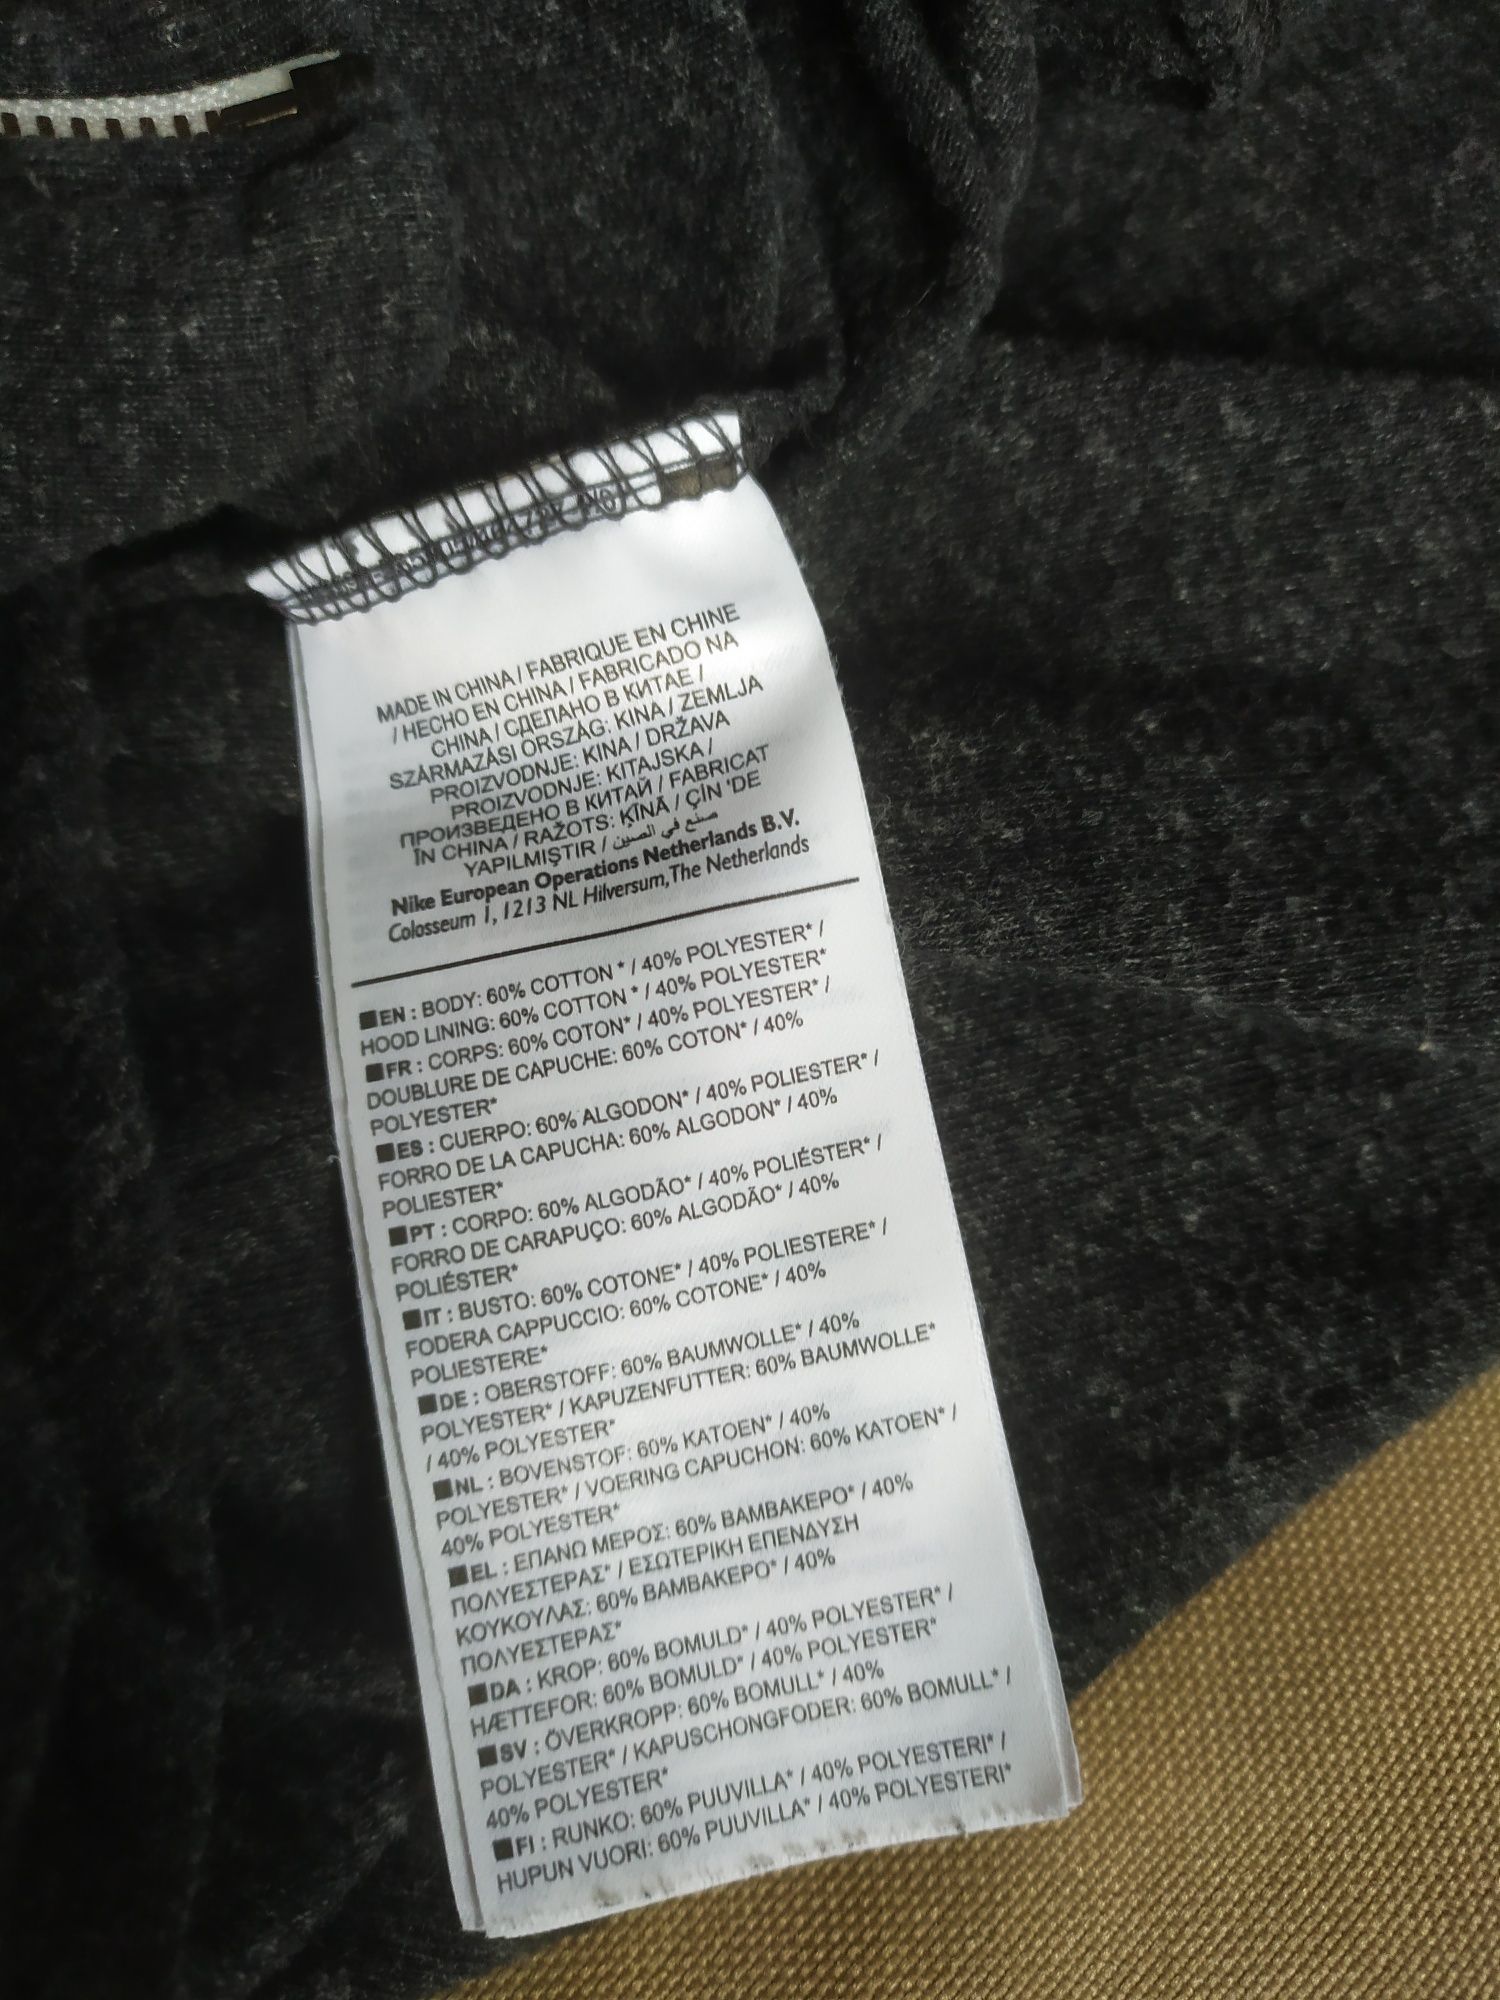 MADE IN CHINA / FABRIQUE EN CHINE
/ HECHO EN CHINA / FABRICADO NA
CHINA / СДЕЛАНО В КИТАЕ /
SZÁRMAZÁSI ORSZÁG: KÍNA / ZEMLJA
PROIZVODNJE: KINA / DRŽAVA
PROIZVODNJE: KITAJSKA /
ПРОИЗВЕДЕНО В КИТАЙ / FABRICAT
ÎN CHINA / RAŽOTS: ĶĪNĀ / ÇİN 'DE
YAPILMIŞTIR / صنع في الصين
Nike European Operations Netherlands B.V.
Colosseum 1, 1213 NL Hilversum, The Netherlands
■EN : BODY: 60% COTTON * / 40% POLYESTER* /
HOOD LINING: 60% COTTON * / 40% POLYESTER*
■FR : CORPS: 60% COTON* / 40% POLYESTER* /
DOUBLURE DE CAPUCHE: 60% COTON* / 40%
POLYESTER*
■ES : CUERPO: 60% ALGODON* / 40% POLIESTER* /
FORRO DE LA CAPUCHA: 60% ALGODON* / 40%
POLIESTER*
■PT : CORPO: 60% ALGODÃO* / 40% POLIÉSTER* /
FORRO DE CARAPUÇO: 60% ALGODÃO* / 40%
POLIÉSTER*
■IT : BUSTO: 60% COTONE* / 40% POLIESTERE* /
FODERA CAPPUCCIO: 60% COTONE* / 40%
POLIESTERE*
■DE : OBERSTOFF: 60% BAUMWOLLE* / 40%
POLYESTER* / KAPUZENFUTTER: 60% BAUMWOLLE*
/ 40% POLYESTER*
■NL : BOVENSTOF: 60% KATOEN* / 40%
POLYESTER* / VOERING CAPUCHON: 60% KATOEN* /
40% POLYESTER*
■EL : ΕΠΑΝΩ ΜΕΡΟΣ: 60% ΒΑΜΒΑΚΕΡΟ* / 40%
ΠΟΛΥΕΣΤΕΡΑΣ* / ΕΣΩΤΕΡΙΚΗ ΕΠΕΝΔΥΣΗ
ΚΟΥΚΟΥΛΑΣ: 60% ΒΑΜΒΑΚΕΡΟ* / 40%
ΠΟΛΥΕΣΤΕΡΑΣ*
■DA : KROP: 60% BOMULD* / 40% POLYESTER* /
HÆTTEFOR: 60% BOMULD* / 40% POLYESTER*
■SV : ÖVERKROPP: 60% BOMULL* / 40%
POLYESTER* / KAPUSCHONGFODER: 60% BOMULL* /
40% POLYESTER*
■FI : RUNKO: 60% PUUVILLA* / 40% POLYESTERI* /
HUPUN VUORI: 60% PUUVILLA* / 40% POLYESTERI*